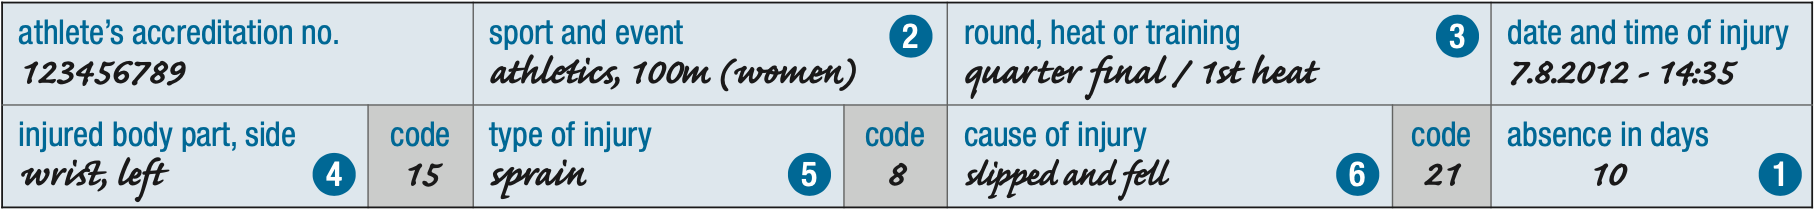 athlete's accreditation no.
123456789
sport and event 2
athletics, 100m (women)
round, heat or training 3
quarter final / 1st heat
date and time of injury
7.8.2012 - 14:35
injured body part, side
wrist, left 4
code
15
type of injury
sprain 5
code
8
cause of injury
slipped and fell 6
code
21
absence in days
10 1